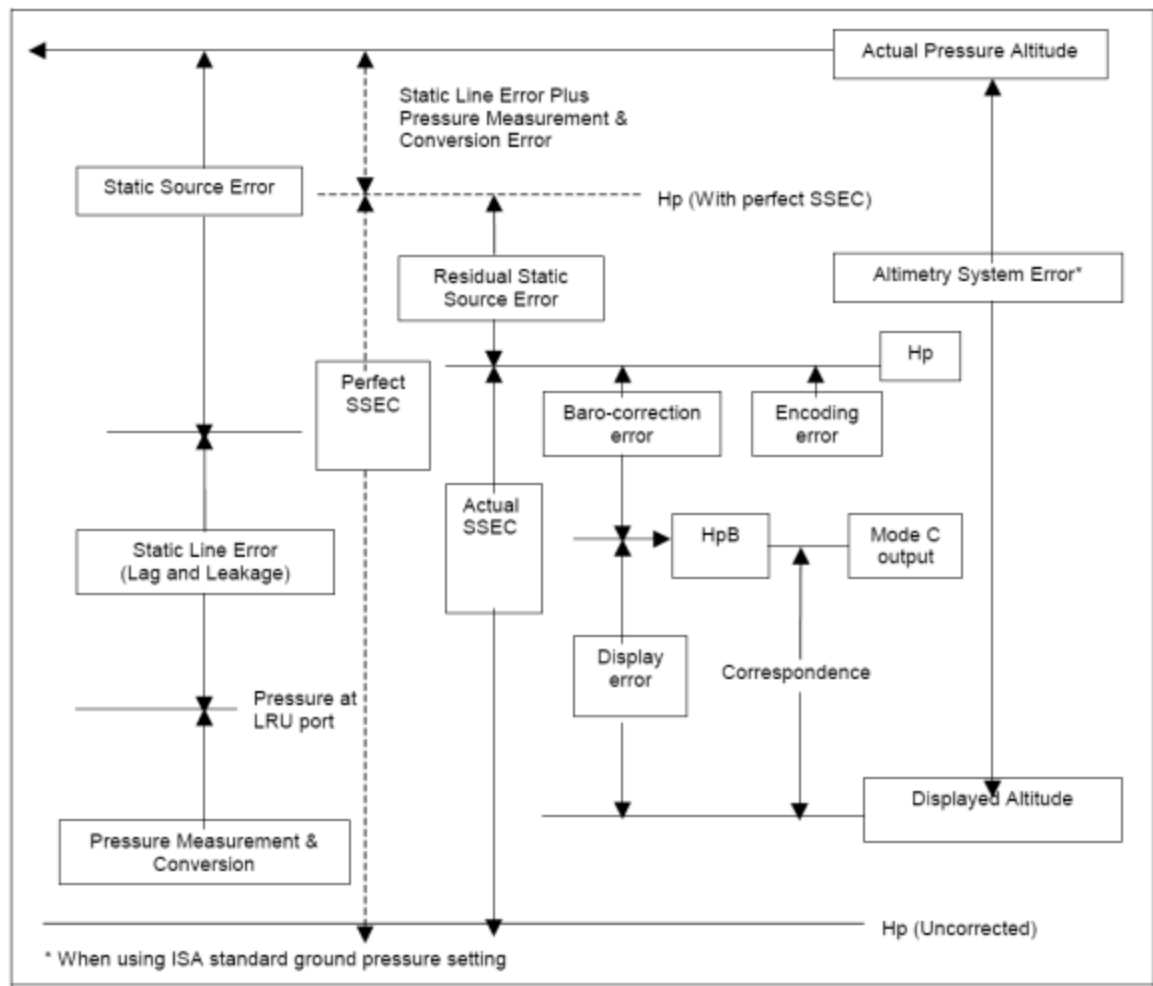 Actual Pressure Altitude
Static Line Error Plus
Pressure Measurement &
Conversion Error
Static Source Error
Hp (With perfect SSEC)
Residual Static
Source Error
Altimetry System Error*
Hp
Perfect
SSEC
Baro-correction
error
Encoding
error
Actual
SSEC
HpB
Mode C
output
Static Line Error
(Lag and Leakage)
Display
error
Correspondence
Pressure at
LRU port
Displayed Altitude
Pressure Measurement &
Conversion
Hp (Uncorrected)
* When using ISA standard ground pressure setting